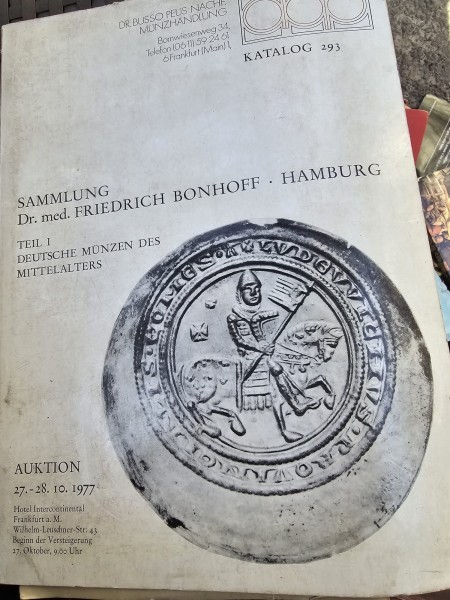 DR. BUSSO PEUS NACHF.
MÜNZHANDLUNG
Bornwiesenweg 34,
Telefon (06 11) 59 24 61
6 Frankfurt (Main) 1,
KATALOG 293
SAMMLUNG
Dr. med. FRIEDRICH BONHOFF · HAMBURG
TEIL I
DEUTSCHE MÜNZEN DES
MITTELALTERS
AUKTION
27.-28. 10. 1977
Hotel Intercontinental
Frankfurt a. M.
Wilhelm-Leuschner-Str. 43
Beginn der Versteigerung
27. Oktober, 9.00 Uhr